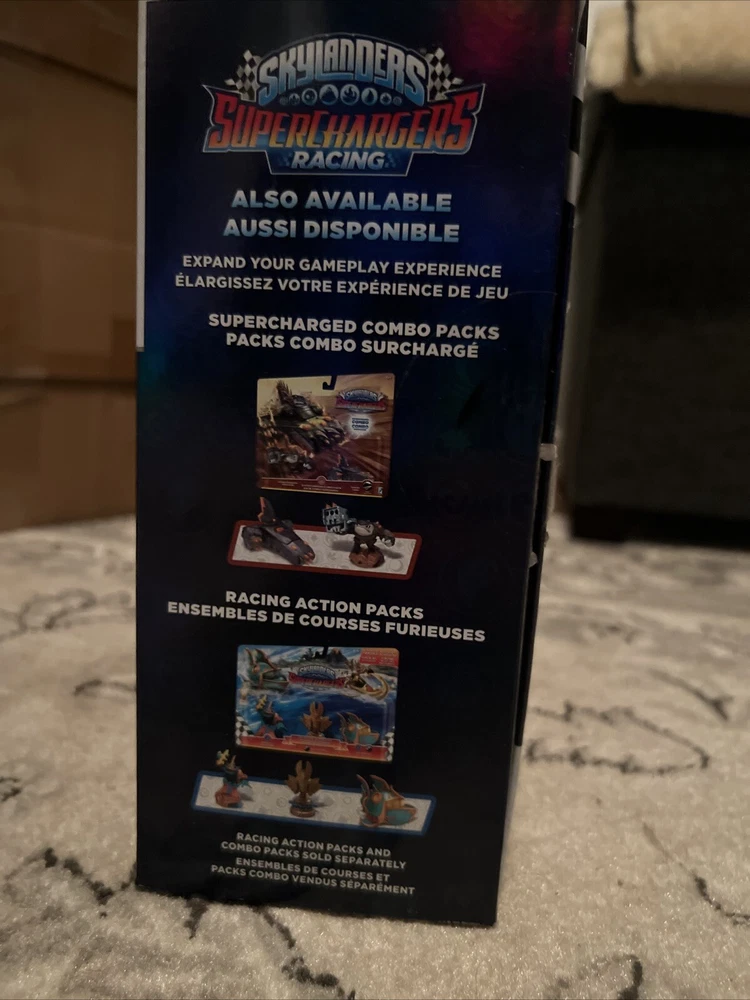 SKYLANDERS
SUPERCHARGERS
RACING
ALSO AVAILABLE
AUSSI DISPONIBLE
EXPAND YOUR GAMEPLAY EXPERIENCE
ÉLARGISSEZ VOTRE EXPÉRIENCE DE JEU
SUPERCHARGED COMBO PACKS
PACKS COMBO SURCHARGÉ
RACING ACTION PACKS
ENSEMBLES DE COURSES FURIEUSES
RACING ACTION PACKS AND
COMBO PACKS SOLD SEPARATELY
ENSEMBLES DE COURSES ET
PACKS COMBO VENDUS SÉPARÉMENT